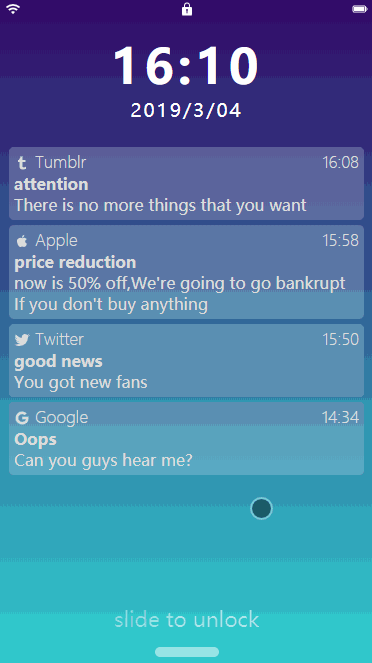 16:10
2019/3/04
Tumblr 16:08
attention
There is no more things that you want
Apple 15:58
price reduction
now is 50% off,We're going to go bankrupt
If you don't buy anything
Twitter 15:50
good news
You got new fans
Google 14:34
Oops
Can you guys hear me?
slide to unlock